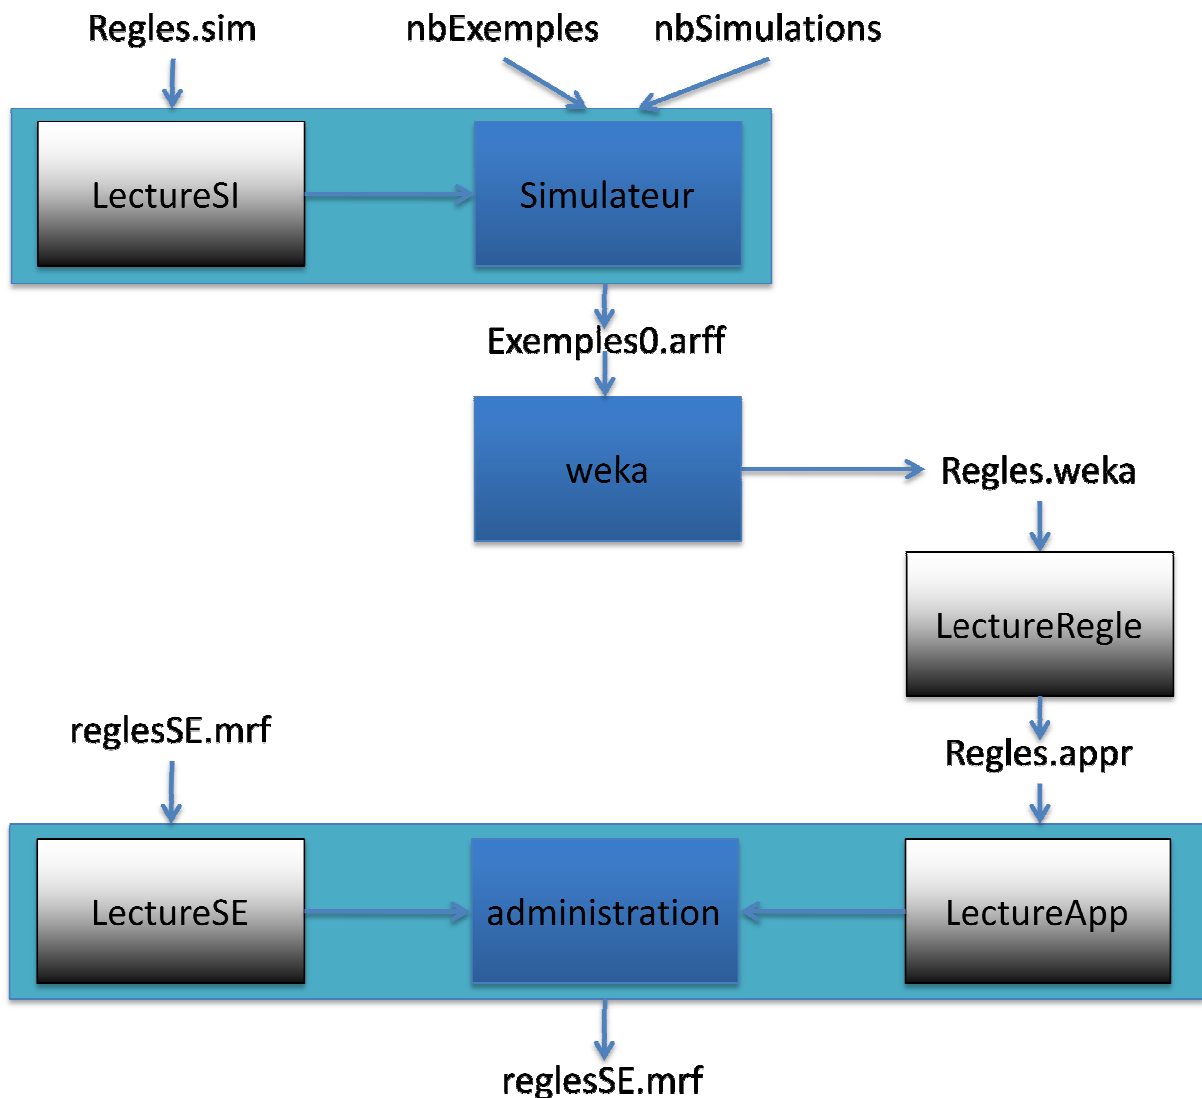 Regles.sim
nbExemples
nbSimulations
LectureSI
Simulateur
Exemples0.arff
weka
Regles.weka
LectureRegle
reglesSE.mrf
Regles.appr
LectureSE
administration
LectureApp
reglesSE.mrf